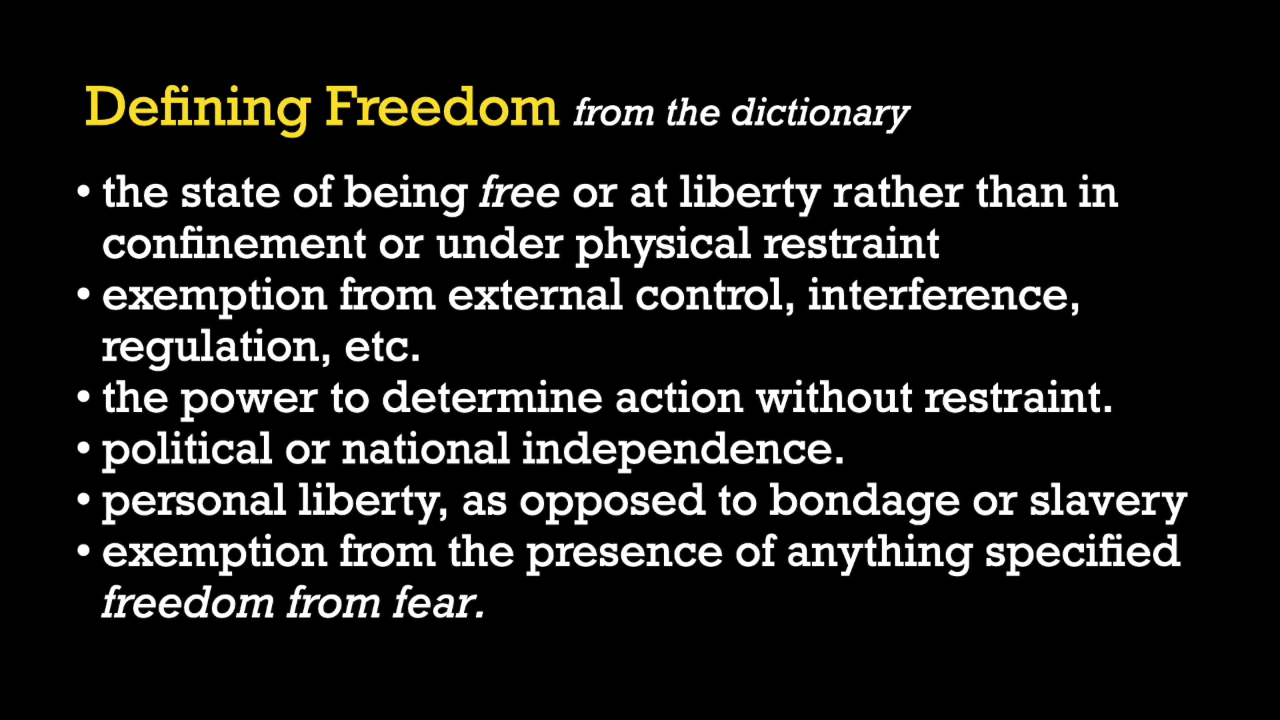 Defining Freedom from the dictionary
• the state of being free or at liberty rather than in
confinement or under physical restraint
• exemption from external control, interference,
regulation, etc.
• the power to determine action without restraint.
• political or national independence.
• personal liberty, as opposed to bondage or slavery
• exemption from the presence of anything specified
freedom from fear.